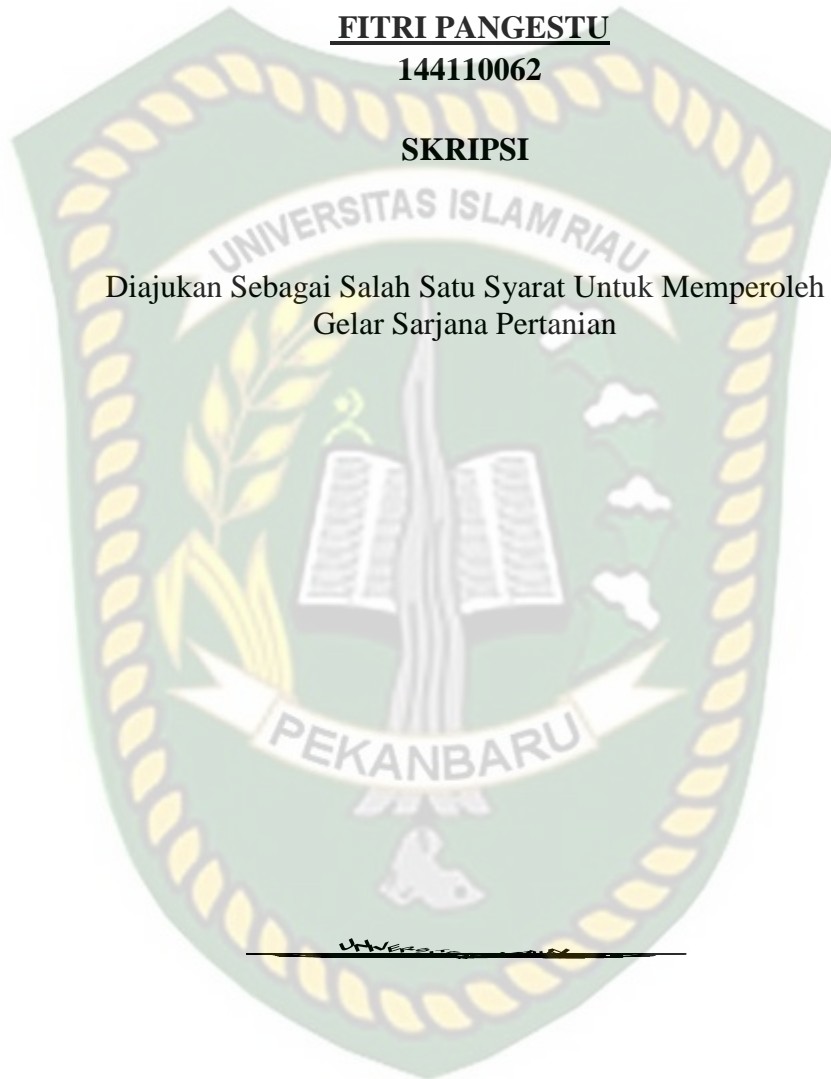 FITRI PANGESTU
144110062
SKRIPSI
UNIVERSITAS ISLAM RIAU
Diajukan Sebagai Salah Satu Syarat Untuk Memperoleh
Gelar Sarjana Pertanian
PEKANBARU